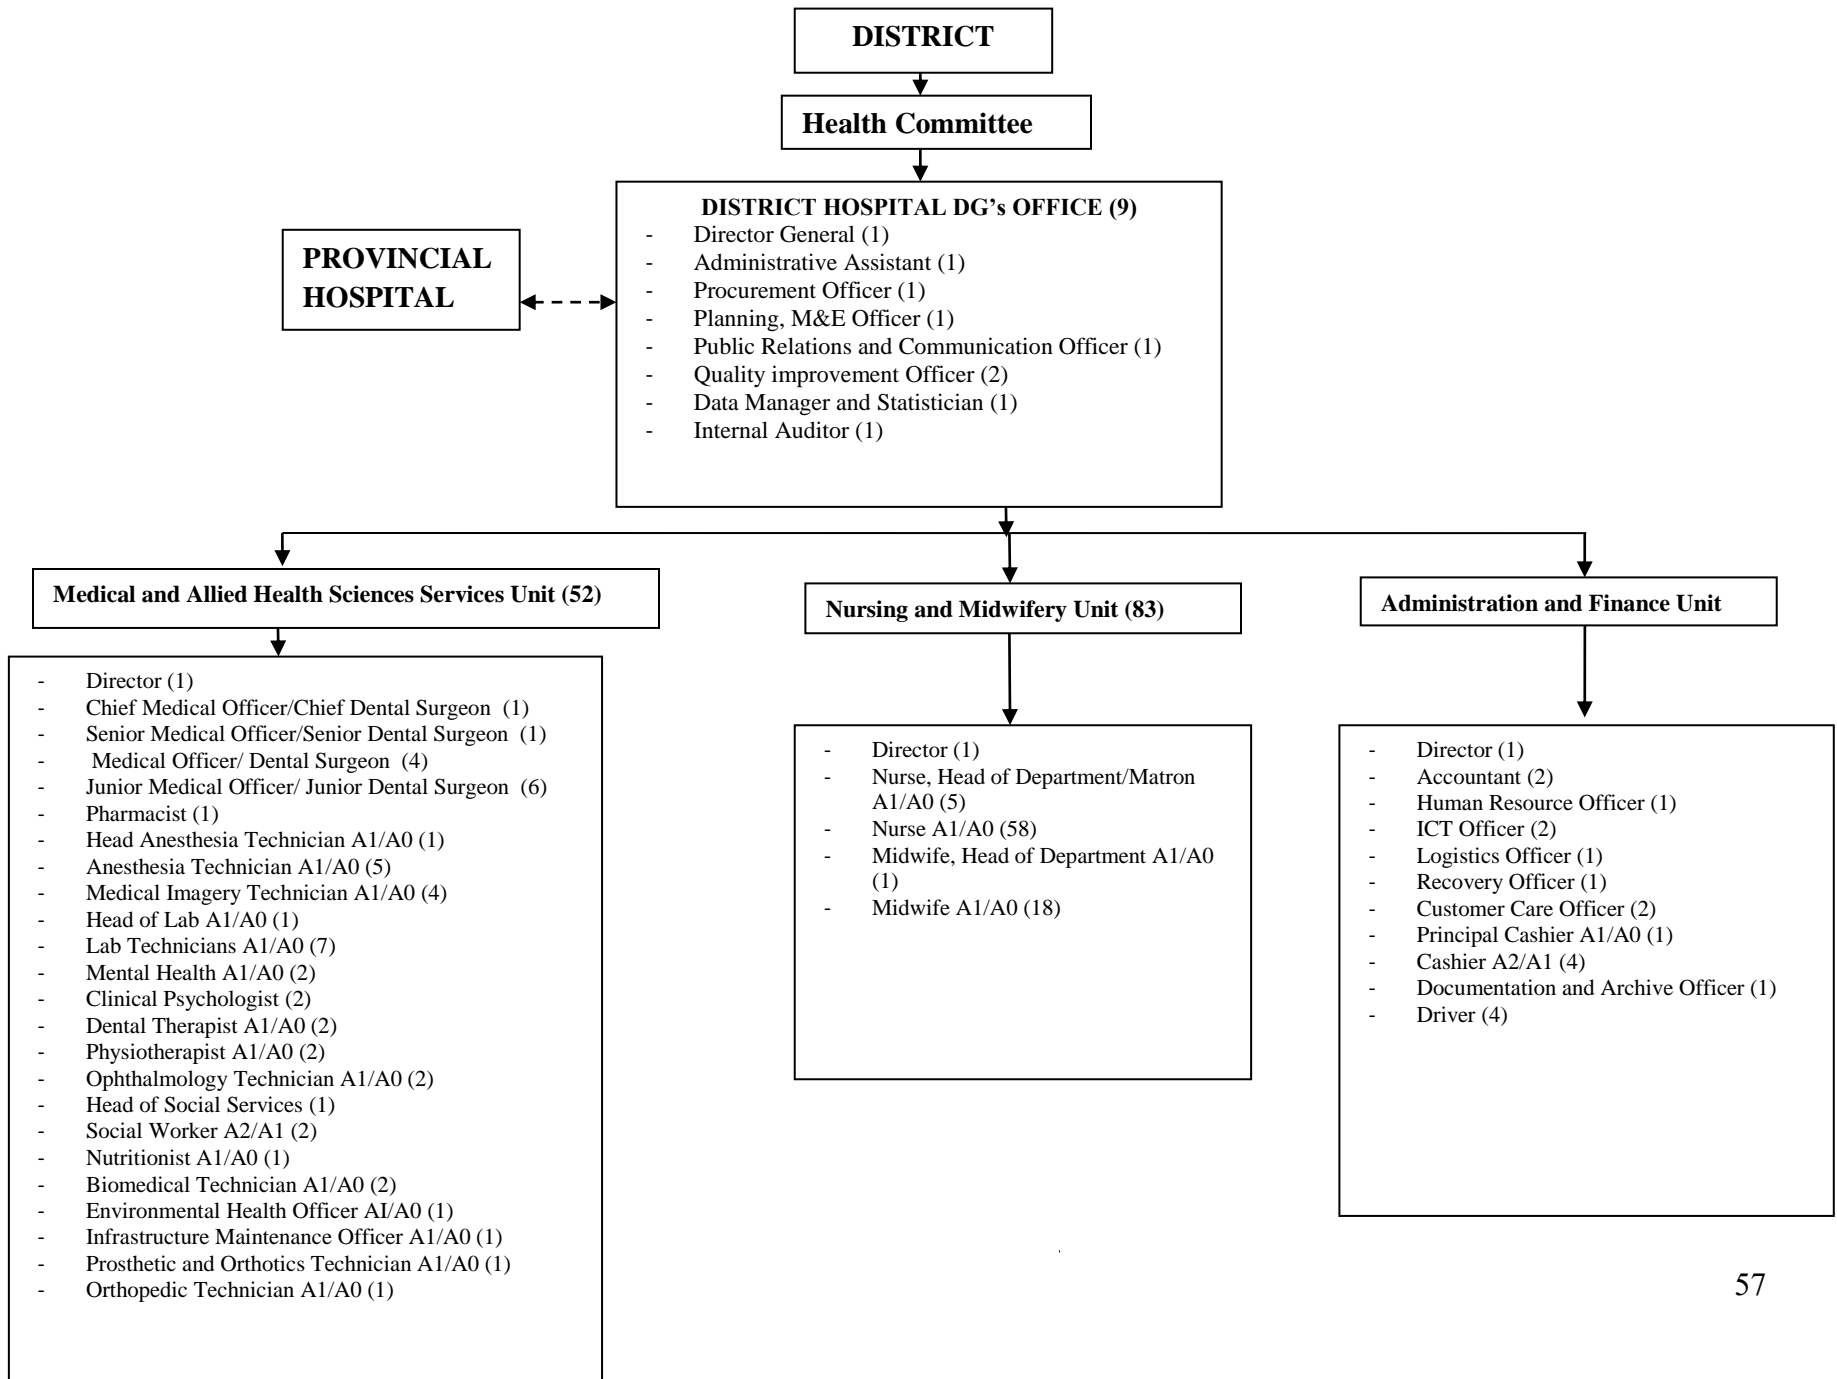 DISTRICT
Health Committee
DISTRICT HOSPITAL DG's OFFICE (9)
- Director General (1)
- Administrative Assistant (1)
- Procurement Officer (1)
- Planning, M&E Officer (1)
- Public Relations and Communication Officer (1)
- Quality improvement Officer (2)
- Data Manager and Statistician (1)
- Internal Auditor (1)
PROVINCIAL
HOSPITAL
Medical and Allied Health Sciences Services Unit (52)
- Director (1)
- Chief Medical Officer/Chief Dental Surgeon (1)
- Senior Medical Officer/Senior Dental Surgeon (1)
- Medical Officer/ Dental Surgeon (4)
- Junior Medical Officer/ Junior Dental Surgeon (6)
- Pharmacist (1)
- Head Anesthesia Technician A1/A0 (1)
- Anesthesia Technician A1/A0 (5)
- Medical Imagery Technician A1/A0 (4)
- Head of Lab A1/A0 (1)
- Lab Technicians A1/A0 (7)
- Mental Health A1/A0 (2)
- Clinical Psychologist (2)
- Dental Therapist A1/A0 (2)
- Physiotherapist A1/A0 (2)
- Ophthalmology Technician A1/A0 (2)
- Head of Social Services (1)
- Social Worker A2/A1 (2)
- Nutritionist A1/A0 (1)
- Biomedical Technician A1/A0 (2)
- Environmental Health Officer AI/A0 (1)
- Infrastructure Maintenance Officer A1/A0 (1)
- Prosthetic and Orthotics Technician A1/A0 (1)
- Orthopedic Technician A1/A0 (1)
Nursing and Midwifery Unit (83)
- Director (1)
- Nurse, Head of Department/Matron
A1/A0 (5)
- Nurse A1/A0 (58)
- Midwife, Head of Department A1/A0
(1)
- Midwife A1/A0 (18)
Administration and Finance Unit
- Director (1)
- Accountant (2)
- Human Resource Officer (1)
- ICT Officer (2)
- Logistics Officer (1)
- Recovery Officer (1)
- Customer Care Officer (2)
- Principal Cashier A1/A0 (1)
- Cashier A2/A1 (4)
- Documentation and Archive Officer (1)
- Driver (4)
57